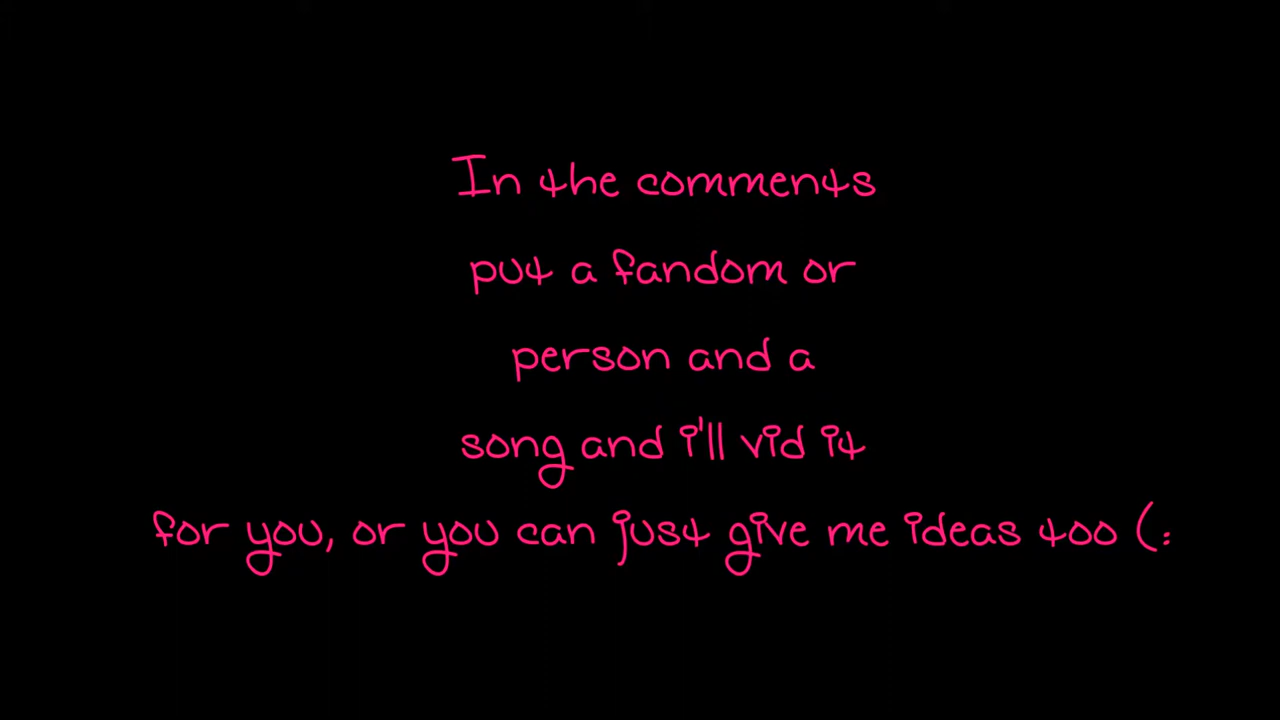 In the comments
put a fandom or
person and a
song and i'll vid it
for you, or you can just give me ideas too (: